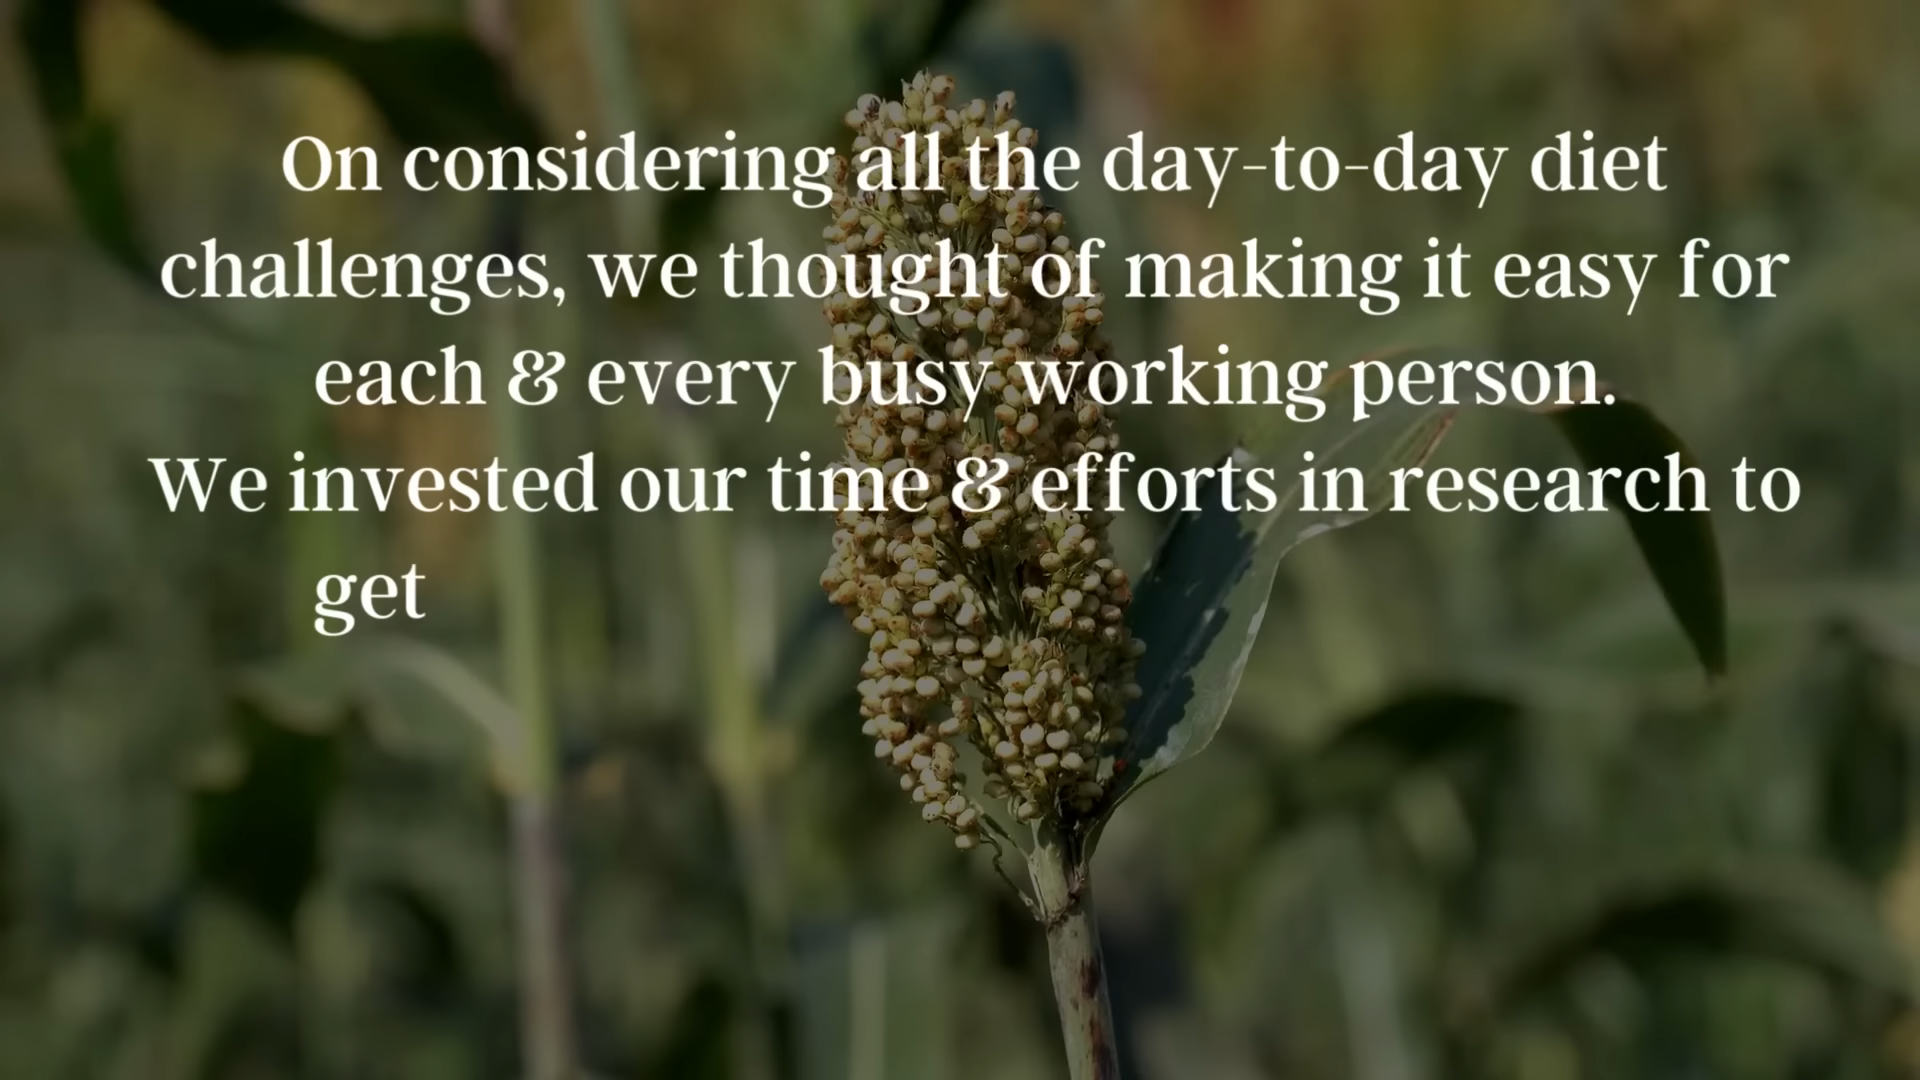 On considering all the day-to-day diet
challenges, we thought of making it easy for
each & every busy working person.
We invested our time & efforts in research to
get